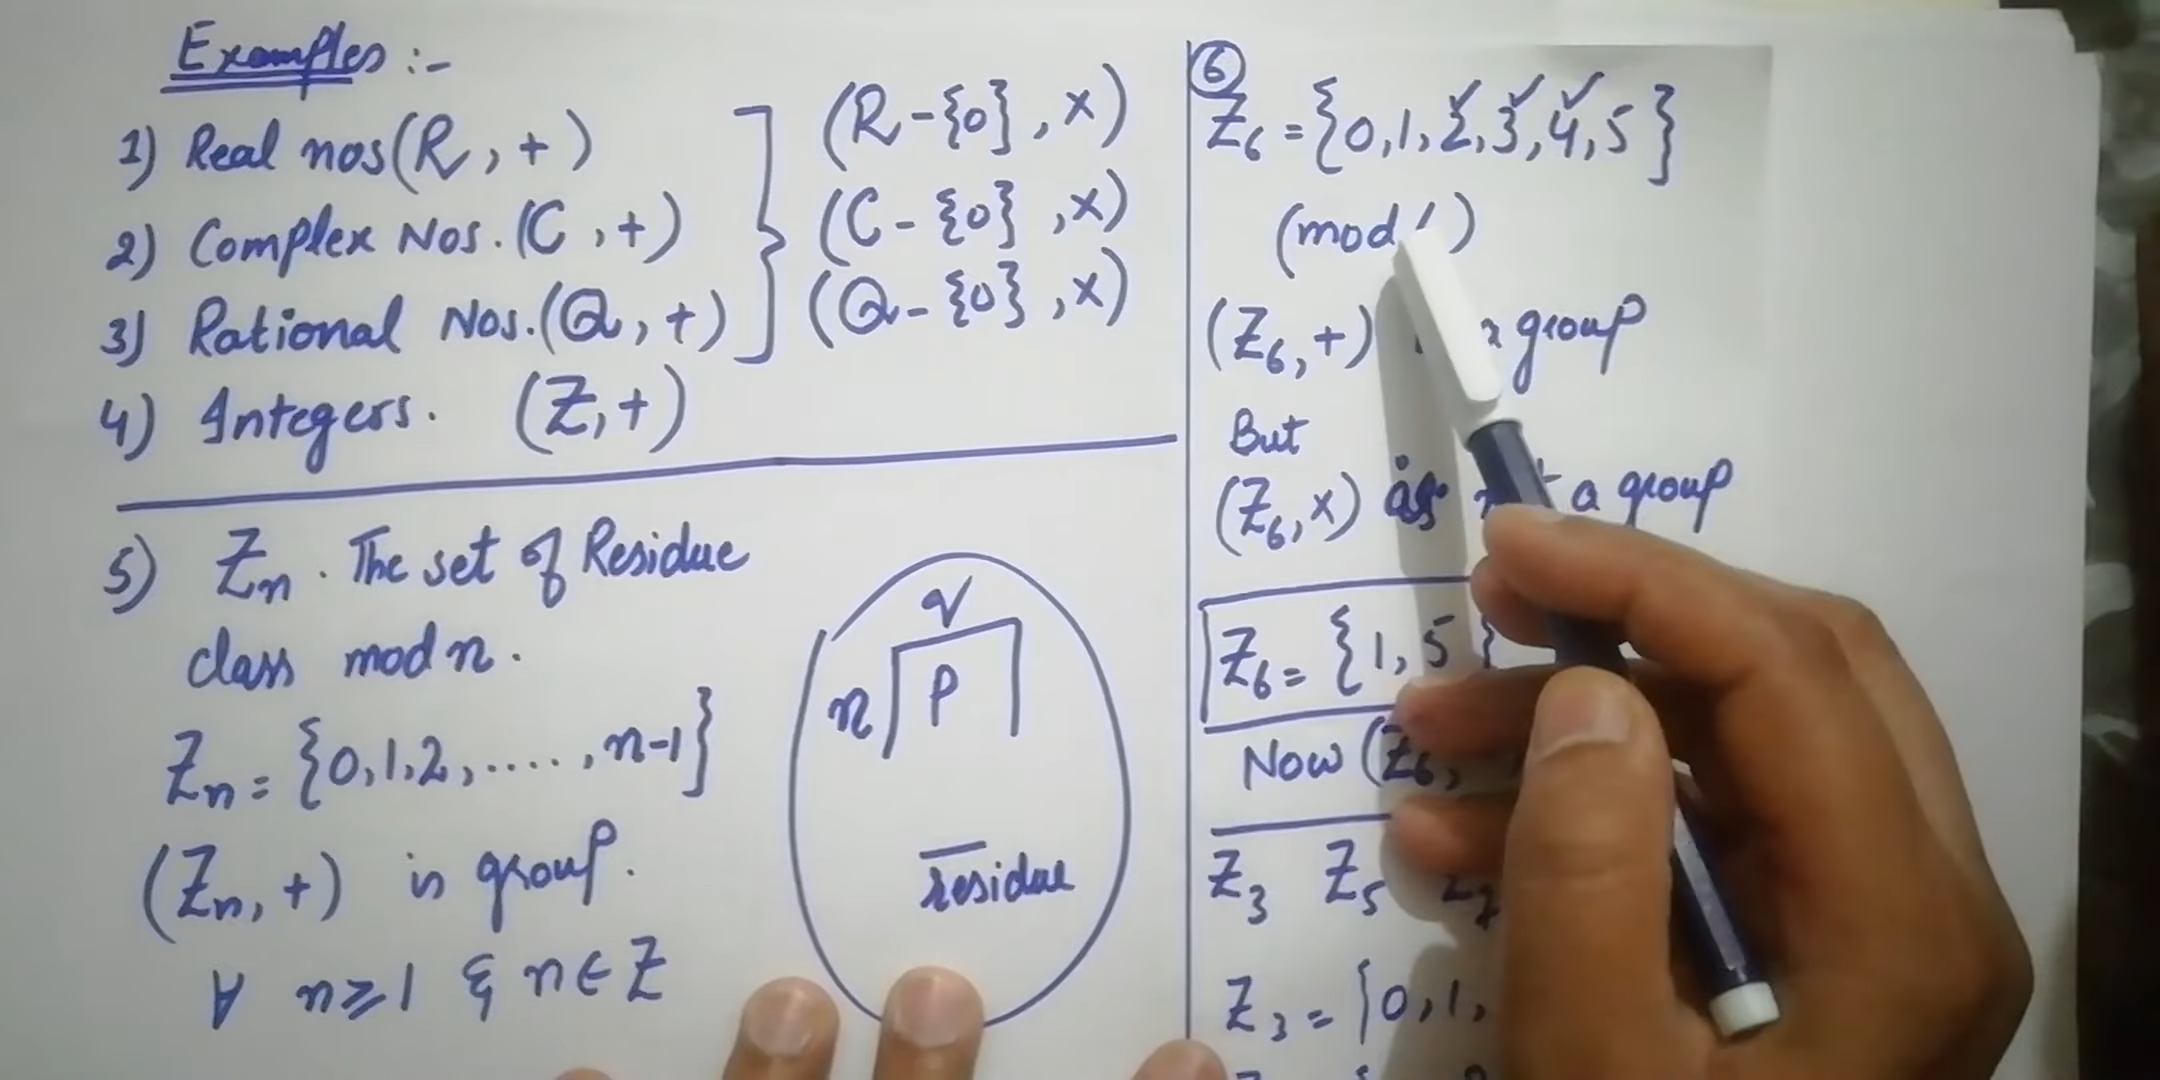 Examples :-
1) Real nos (R, +)
2) Complex Nos. (C, +)
3) Rational Nos. (Q, +)
4) Integers. (Z, +)
(R - {0}, ×)
(C - {0}, ×)
(Q - {0}, ×)
5) Zn. The set of Residue
class mod n.
Zn = {0,1,2, ...., n-1}
(Zn, +) is group.
∀ n ≥ 1 & n ∈ Z
n P
residue
6
Z6 = {0,1,2,3,4,5}
(mod
(Z6, +) group
But
(Z6, ×) is a group
Z6 = {1, 5 }
Now (Z6,
Z3 Z5
Z3 = {0,1,